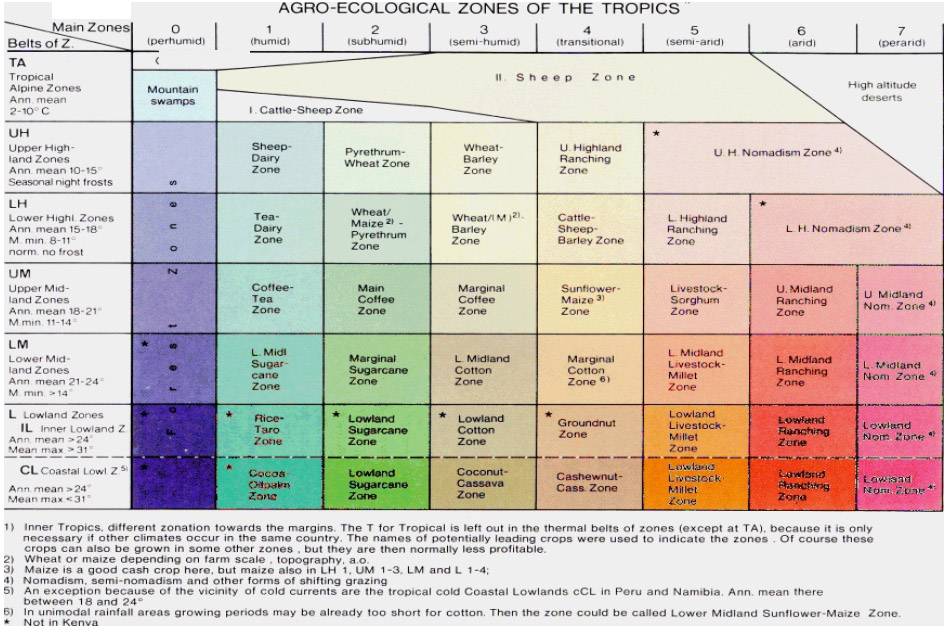 AGRO-ECOLOGICAL ZONES OF THE TROPICS
Main Zones
Belts of Z.
0
(perhumid)
1
(humid)
2
(subhumid)
3
(semi-humid)
4
(transitional)
5
(semi-arid)
6
(arid)
7
(perarid)
TA
Tropical
Alpine Zones
Ann. mean
2-10° C
Mountain
swamps
I. Cattle-Sheep Zone
II. Sheep Zone
High altitude
deserts
UH
Upper High-
land Zones
Ann. mean 10-15°
Seasonal night frosts
Forest Zones
Sheep-
Dairy
Zone
Pyrethrum-
Wheat Zone
Wheat-
Barley
Zone
U. Highland
Ranching
Zone
*
U. H. Nomadism Zone 4)
LH
Lower Highl. Zones
Ann. mean 15-18°
M. min. 8-11°
norm. no frost
Tea-
Dairy
Zone
Wheat/
Maize 2) -
Pyrethrum
Zone
Wheat/(M) 2)-
Barley
Zone
Cattle-
Sheep-
Barley Zone
L. Highland
Ranching
Zone
*
L. H. Nomadism Zone 4)
UM
Upper Mid-
land Zones
Ann. mean 18-21°
M.min. 11-14°
Coffee-
Tea
Zone
Main
Coffee
Zone
Marginal
Coffee
Zone
Sunflower-
Maize 3)
Zone
Livestock-
Sorghum
Zone
U. Midland
Ranching
Zone
U. Midland
Nom. Zone 4)
LM
Lower Mid-
land Zones
Ann. mean 21-24°
M. min. >14°
*
L. Midl
Sugar-
cane
Zone
Marginal
Sugarcane
Zone
L. Midland
Cotton
Zone
Marginal
Cotton
Zone 6)
L. Midland
Livestock-
Millet
Zone
L. Midland
Ranching
Zone
L. Midland
Nom. Zone 4)
L Lowland Zones
IL Inner Lowland Z.
Ann. mean >24°
Mean max.>31°
*
* Rice-
Taro
Zone
* Lowland
Sugarcane
Zone
* Lowland
Cotton
Zone
* Groundnut
Zone
Lowland
Livestock-
Millet
Zone
Lowland
Ranching
Zone
Lowland
Nom. Zone 4)
CL Coastal Lowl Z 5)
Ann. mean >24°
Mean max.<31°
*
* Cocoa-
Oilpalm
Zone
Lowland
Sugarcane
Zone
Coconut-
Cassava
Zone
Cashewnut-
Cass. Zone
Lowland
Livestock-
Millet
Zone
Lowland
Ranching
Zone
Lowland
Nom. Zone 4)
1) Inner Tropics, different zonation towards the margins. The T for Tropical is left out in the thermal belts of zones (except at TA), because it is only
necessary if other climates occur in the same country. The names of potentially leading crops were used to indicate the zones . Of course these
crops can also be grown in some other zones , but they are then normally less profitable.
2) Wheat or maize depending on farm scale , topography, a.o.
3) Maize is a good cash crop here, but maize also in LH 1, UM 1-3, LM and L 1-4;
4) Nomadism, semi-nomadism and other forms of shifting grazing
5) An exception because of the vicinity of cold currents are the tropical cold Coastal Lowlands cCL in Peru and Namibia. Ann. mean there
between 18 and 24°
6) In unimodal rainfall areas growing periods may be already too short for cotton. Then the zone could be called Lower Midland Sunflower-Maize Zone.
* Not in Kenya